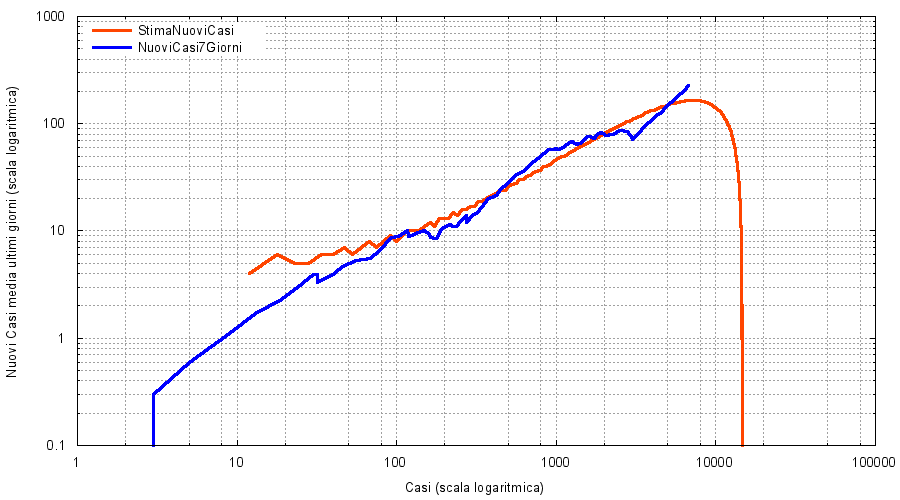 1000
StimaNuoviCasi
NuoviCasi7Giorni
100
10
1
0.1
Nuovi Casi media ultimi giorni (scala logaritmica)
1 10 100 1000 10000 100000
Casi (scala logaritmica)